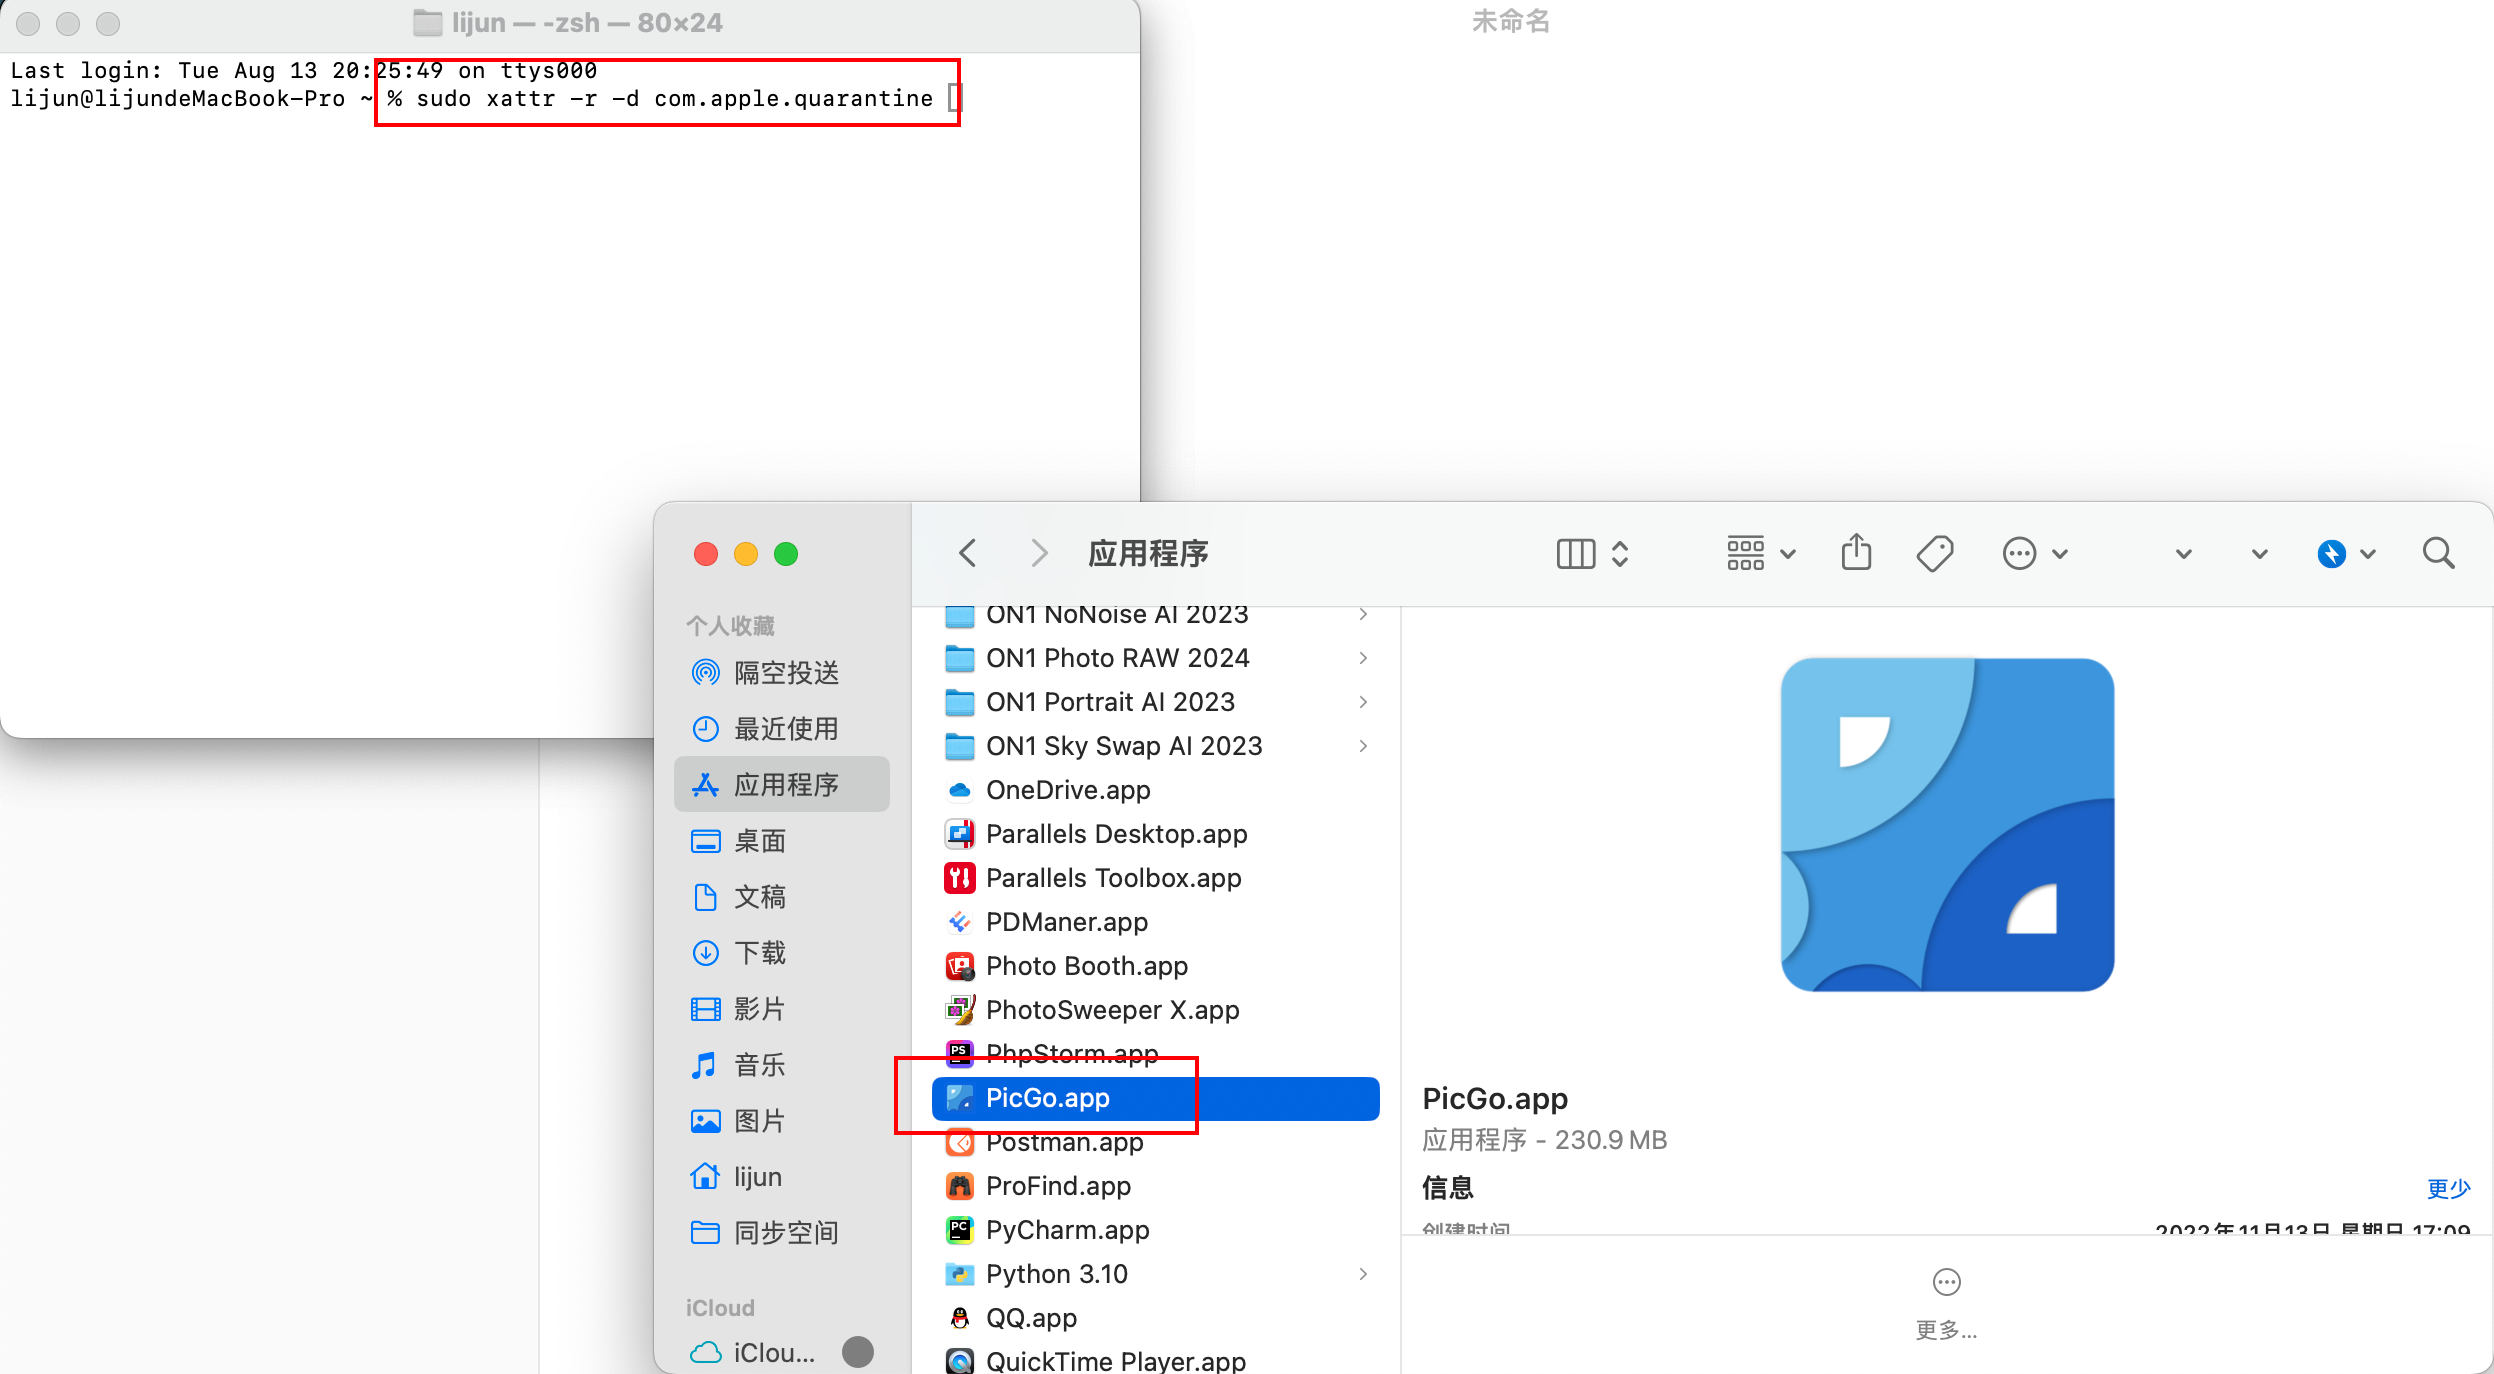 lijun — -zsh — 80×24
Last login: Tue Aug 13 20:25:49 on ttys000
lijun@lijundeMacBook-Pro ~ % sudo xattr -r -d com.apple.quarantine
未命名
应用程序
个人收藏
隔空投送
最近使用
应用程序
桌面
文稿
下载
影片
音乐
图片
lijun
同步空间
iCloud
iClou...
ON1 NoNoise AI 2023
ON1 Photo RAW 2024
ON1 Portrait AI 2023
ON1 Sky Swap AI 2023
OneDrive.app
Parallels Desktop.app
Parallels Toolbox.app
PDManer.app
Photo Booth.app
PhotoSweeper X.app
PhpStorm.app
PicGo.app
Postman.app
ProFind.app
PyCharm.app
Python 3.10
QQ.app
QuickTime Player.app
PicGo.app
应用程序 - 230.9 MB
信息
更少
创建时间
2022年11月13日 星期日 17:09
更多...